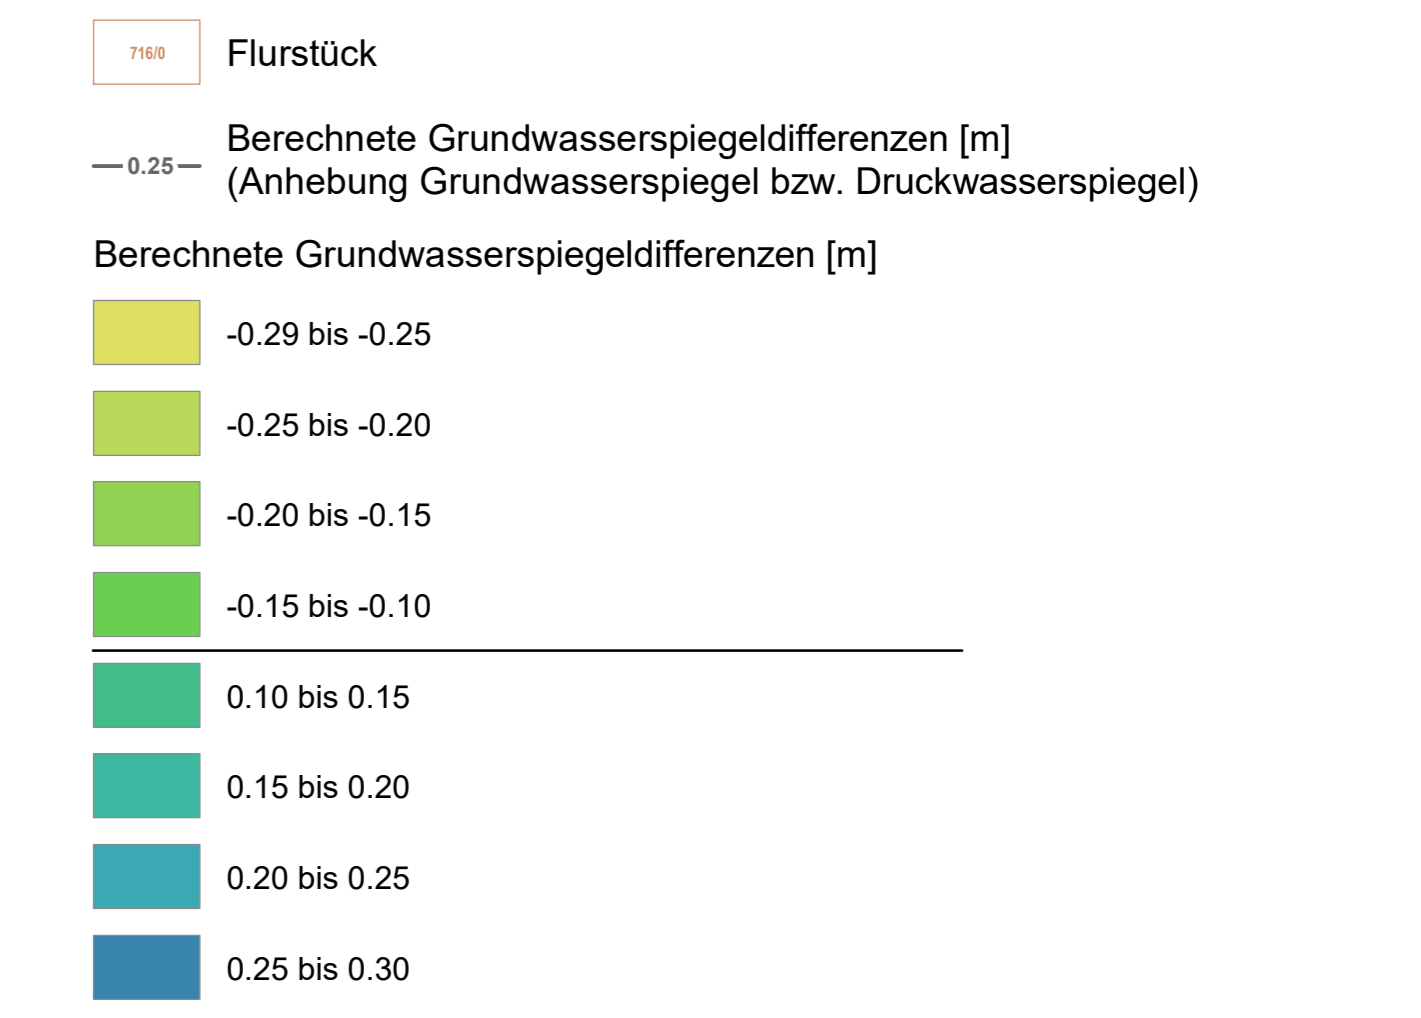 716/0 Flurstück
Berechnete Grundwasserspiegeldifferenzen [m]
0.25
(Anhebung Grundwasserspiegel bzw. Druckwasserspiegel)
Berechnete Grundwasserspiegeldifferenzen [m]
-0.29 bis -0.25
-0.25 bis -0.20
-0.20 bis -0.15
-0.15 bis -0.10
0.10 bis 0.15
0.15 bis 0.20
0.20 bis 0.25
0.25 bis 0.30